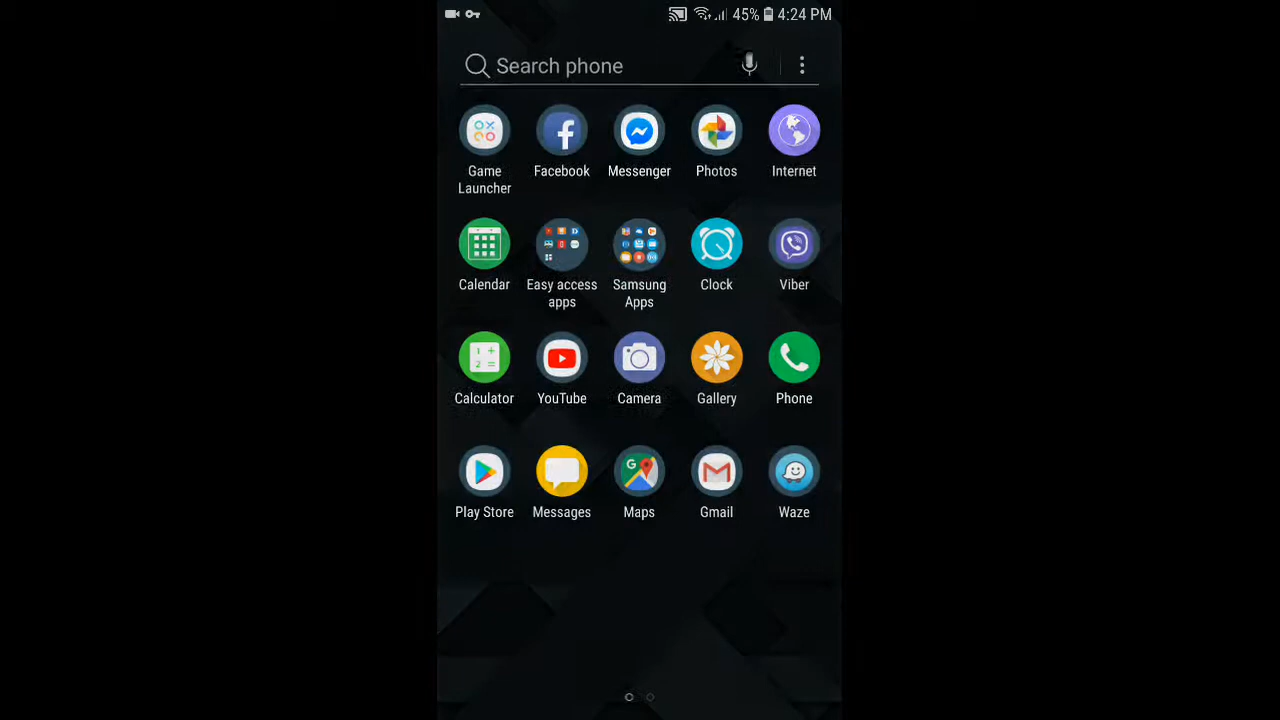 45% 4:24 PM
Search phone
Game Launcher
Facebook
Messenger
Photos
Internet
Calendar
Easy access apps
Samsung Apps
Clock
Viber
Calculator
YouTube
Camera
Gallery
Phone
Play Store
Messages
Maps
Gmail
Waze